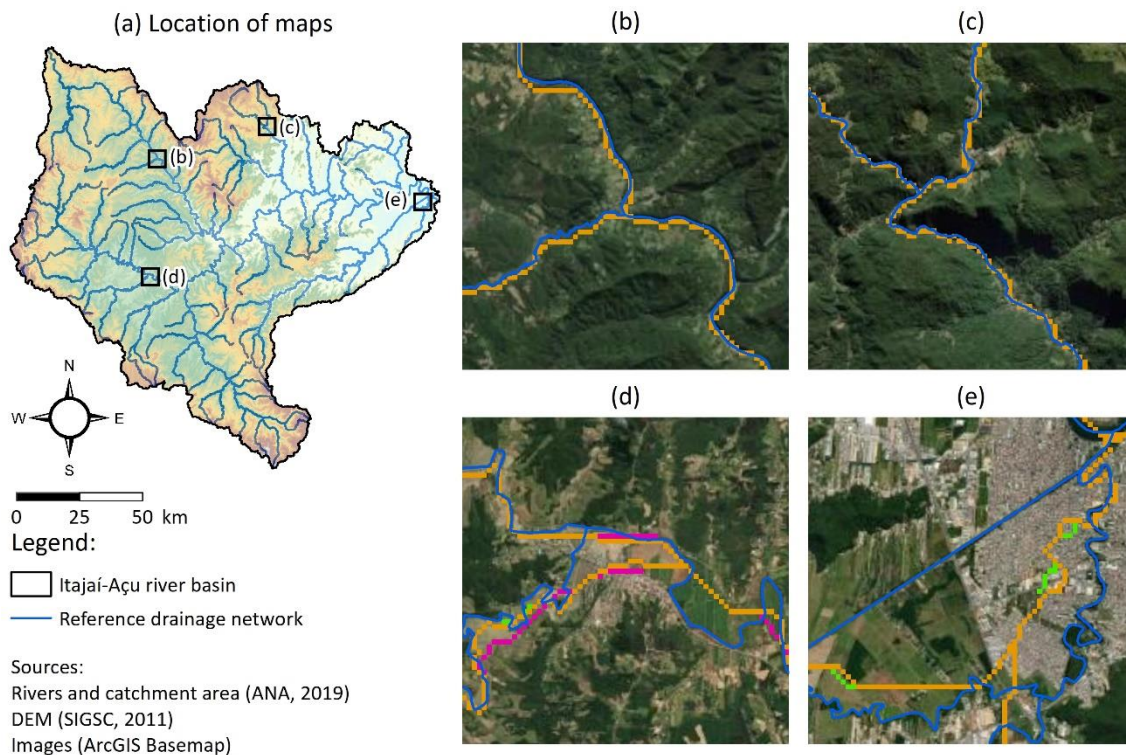 (a) Location of maps
(b)
(c)
(e)
(d)
N
W
E
S
0 25 50 km
Legend:
Itajaí-Açu river basin
Reference drainage network
Sources:
Rivers and catchment area (ANA, 2019)
DEM (SIGSC, 2011)
Images (ArcGIS Basemap)
(b)
(c)
(d)
(e)